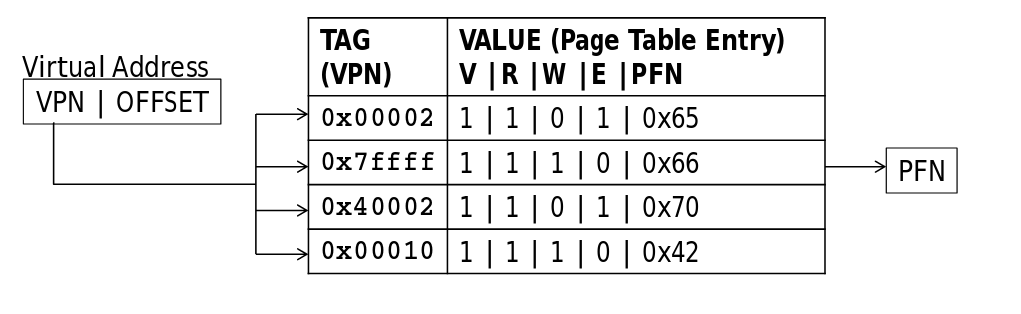 Virtual Address
VPN | OFFSET
TAG (VPN)
VALUE (Page Table Entry)
V |R |W |E |PFN
0x00002 1 | 1 | 0 | 1 | 0x65
0x7ffff 1 | 1 | 1 | 0 | 0x66
0x40002 1 | 1 | 0 | 1 | 0x70
0x00010 1 | 1 | 1 | 0 | 0x42
PFN